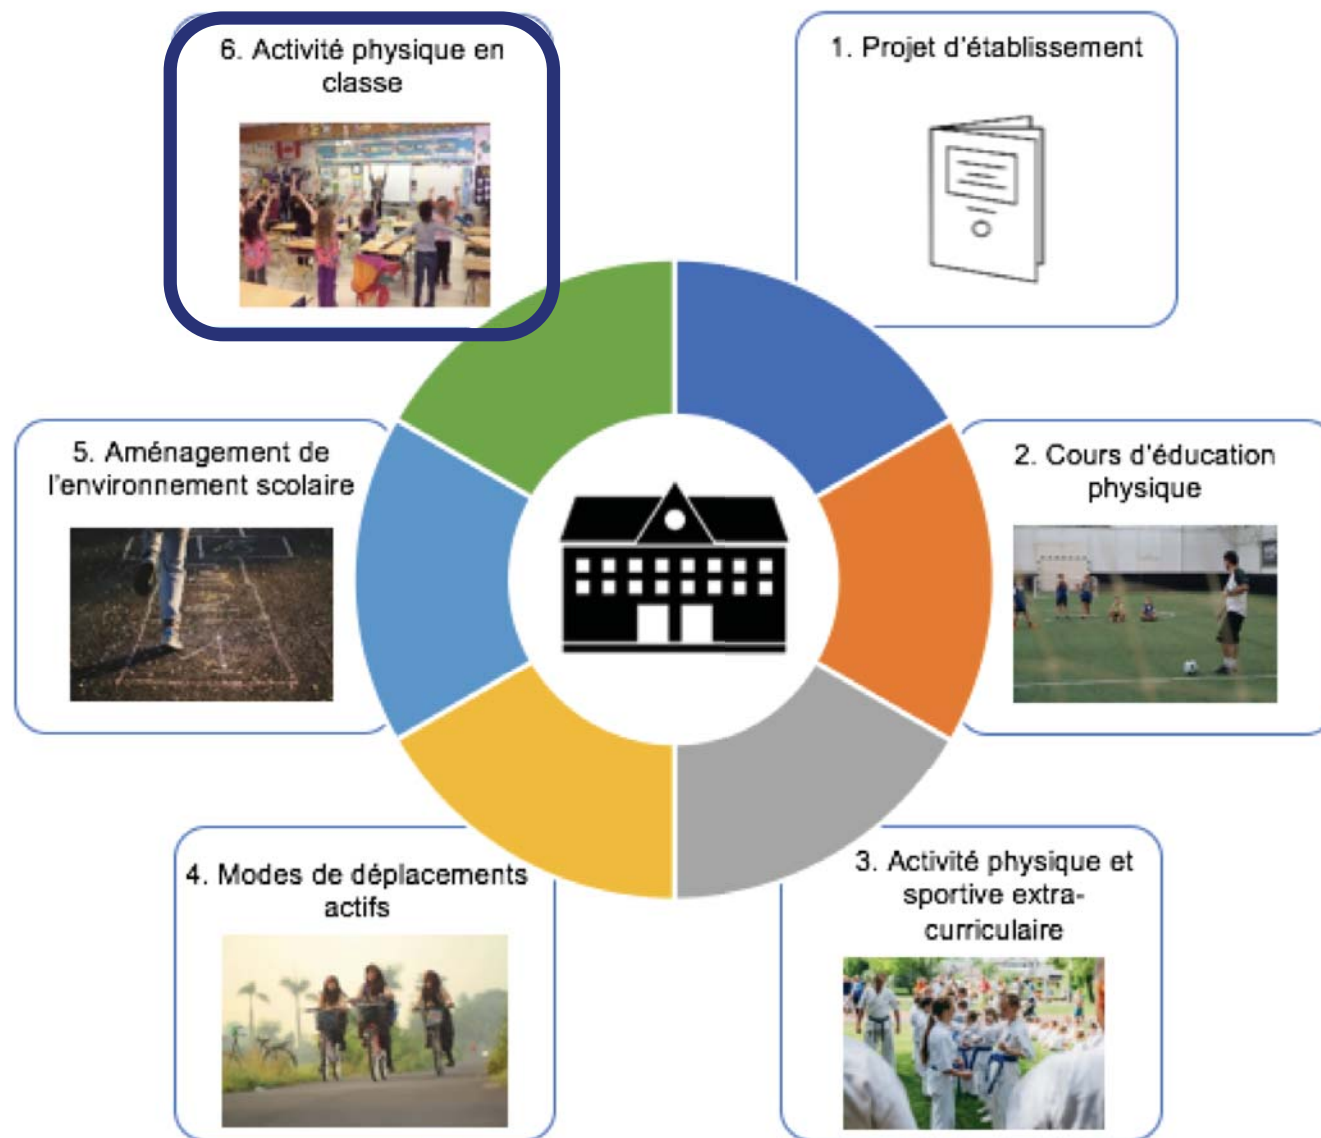 6. Activité physique en
classe
1. Projet d'établissement
5. Aménagement de
l'environnement scolaire
2. Cours d'éducation
physique
4. Modes de déplacements
actifs
3. Activité physique et
sportive extra-
curriculaire